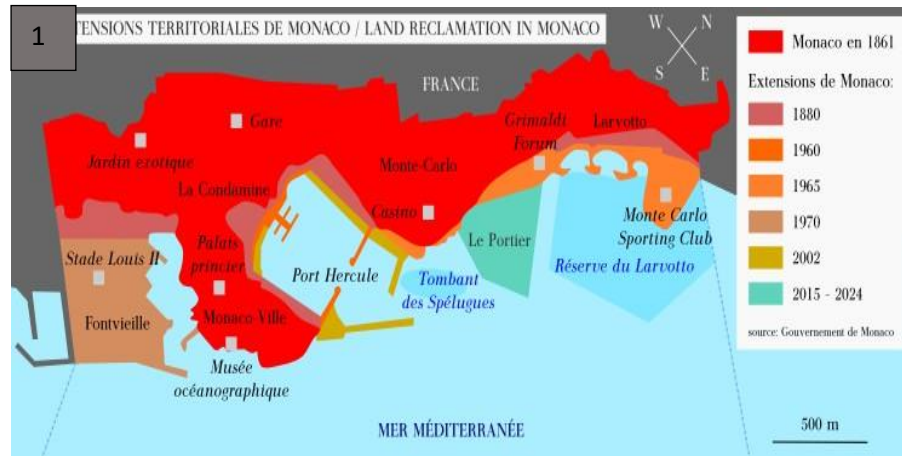 1
TENSIONS TERRITORIALES DE MONACO / LAND RECLAMATION IN MONACO
W N
S E
FRANCE
Gare
Jardin exotique
La Condamine
Monte-Carlo
Grimaldi
Forum
Larvotto
Casino
Palais
princier
Stade Louis II
Port Hercule
Le Portier
Monte Carlo
Sporting Club
Réserve du Larvotto
Tombant
des Spélugues
Fontvieille
Monaco-Ville
Musée
océanographique
MER MÉDITERRANÉE
Monaco en 1861
Extensions de Monaco:
1880
1960
1965
1970
2002
2015 - 2024
source: Gouvernement de Monaco
500 m